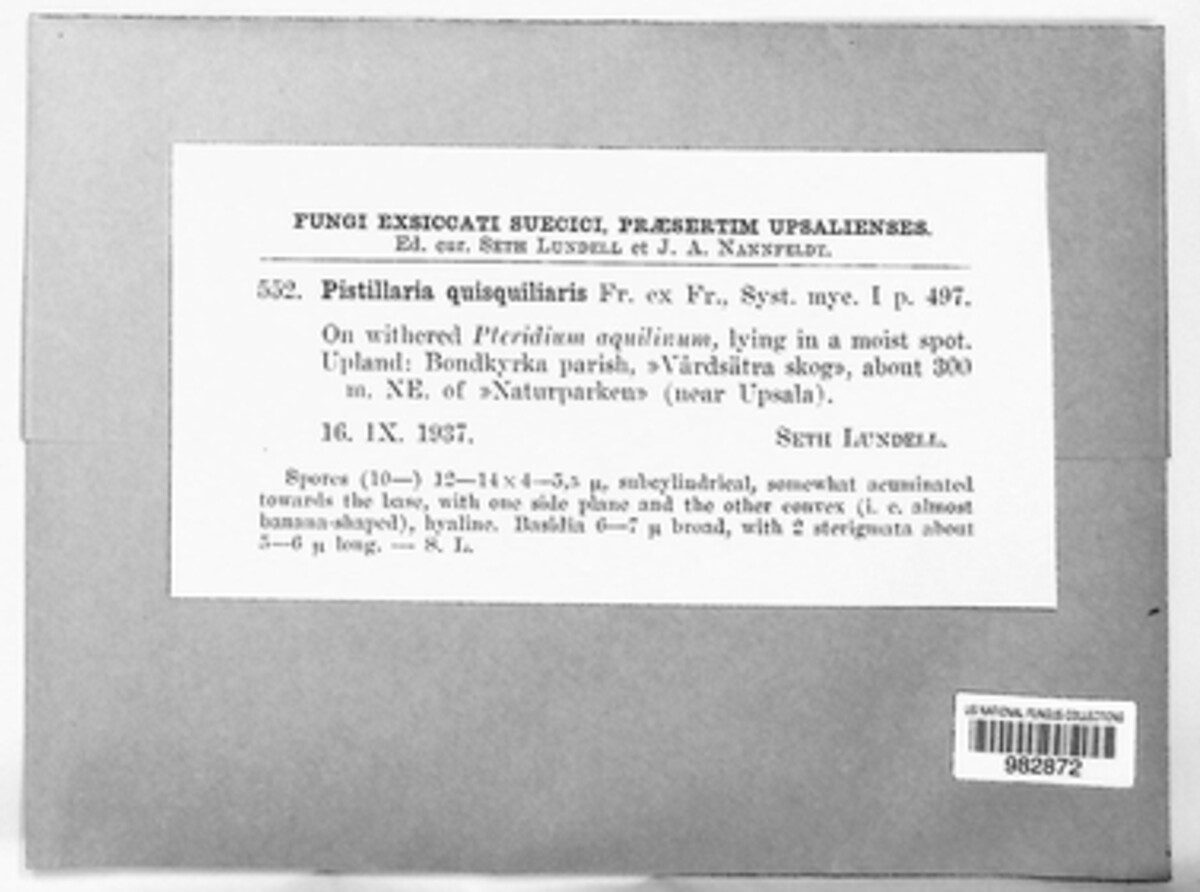 FUNGI EXSICCATI SUECICI, PRÆSERTIM UPSALIENSES.
Ed. cur. SETH LUNDELL et J. A. NANNFELDT.
552. Pistillaria quisquiliaris Fr. ex Fr., Syst. myc. I p. 497.
On withered Pteridium aquilinum, lying in a moist spot.
Upland: Bondkyrka parish, »Vårdsätra skog», about 300
m. NE. of »Naturparken» (near Upsala).
16. IX. 1937. SETH LUNDELL.
Spores (10—) 12—14 × 4—5,5 µ, subcylindrical, somewhat acuminated
towards the base, with one side plane and the other convex (i. e. almost
banana-shaped), hyaline. Basidia 6—7 µ broad, with 2 sterigmata about
5—6 µ long. — S. L.
US NATIONAL FUNGUS COLLECTIONS
982872